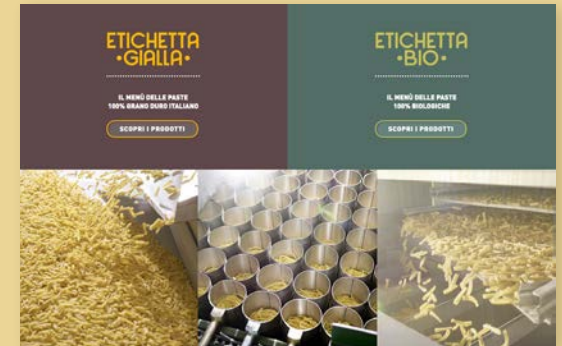 ETICHETTA
•GIALLA•
IL MENÙ DELLE PASTE
100% GRANO DURO ITALIANO
SCOPRI I PRODOTTI
ETICHETTA
•BIO•
IL MENÙ DELLE PASTE
100% BIOLOGICHE
SCOPRI I PRODOTTI